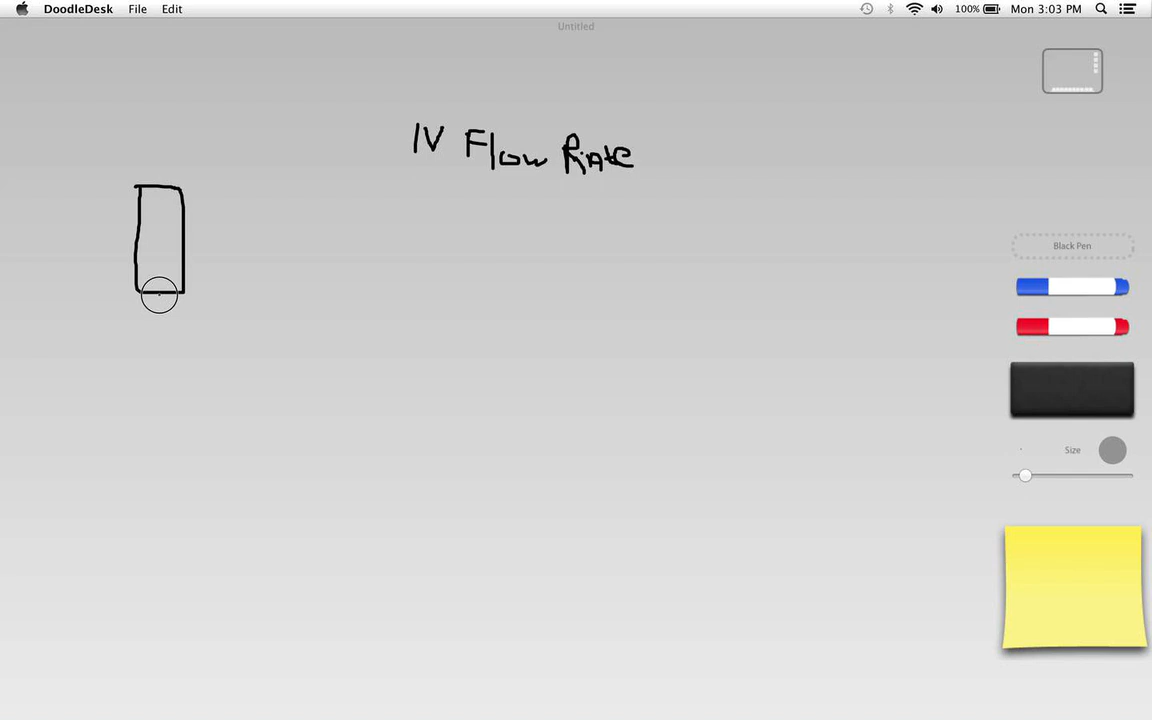 DoodleDesk File Edit 100% Mon 3:03 PM
Untitled
IV Flow Rate
Black Pen
Size